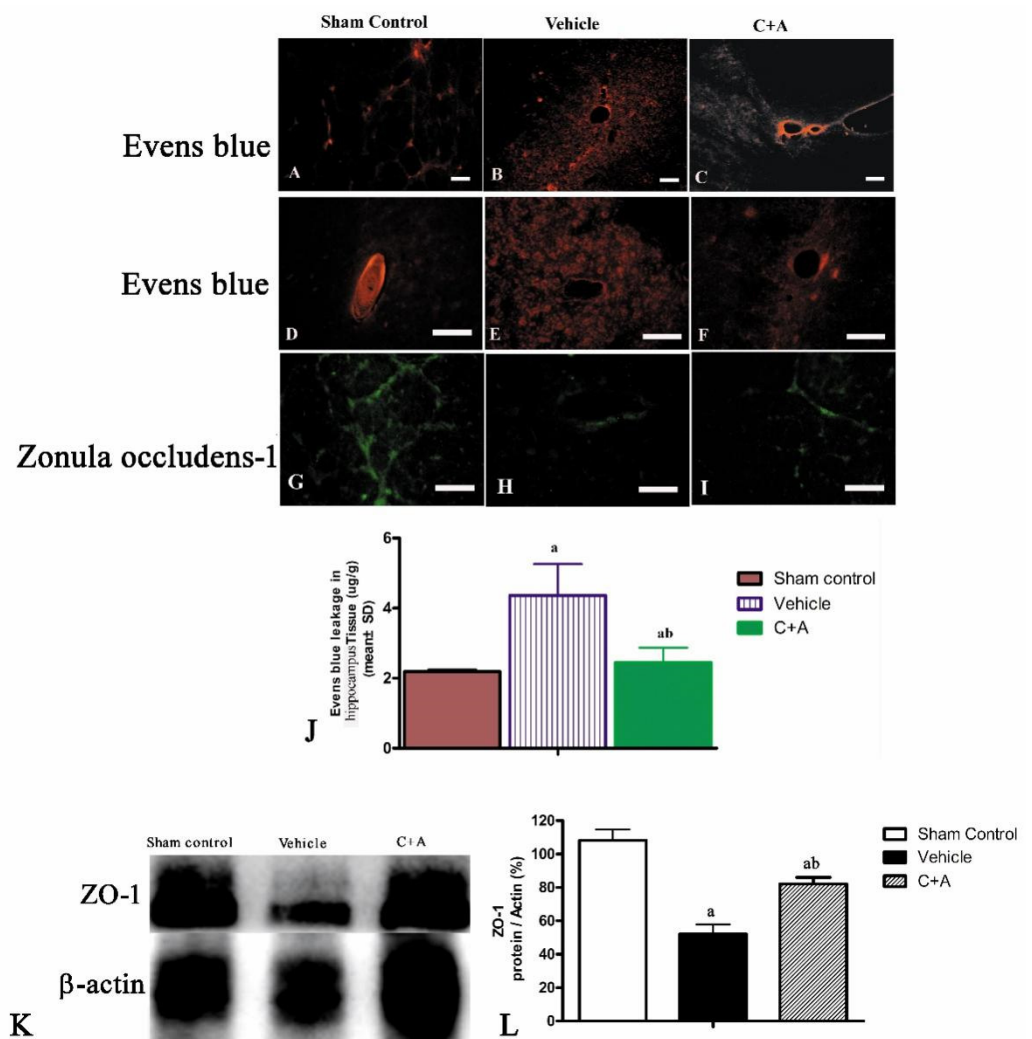 Sham Control Vehicle C+A
Evens blue
A B C
Evens blue
D E F
Zonula occludens-1
G H I
Evens blue leakage in
hippocampusTissue (ug/g)
(mean± SD)
6
4
2
0
a
ab
Sham control
Vehicle
C+A
J
Sham control Vehicle C+A
ZO-1
β-actin
K
ZO-1
protein / Actin (%)
120
100
80
60
40
20
0
a
ab
Sham Control
Vehicle
C+A
L